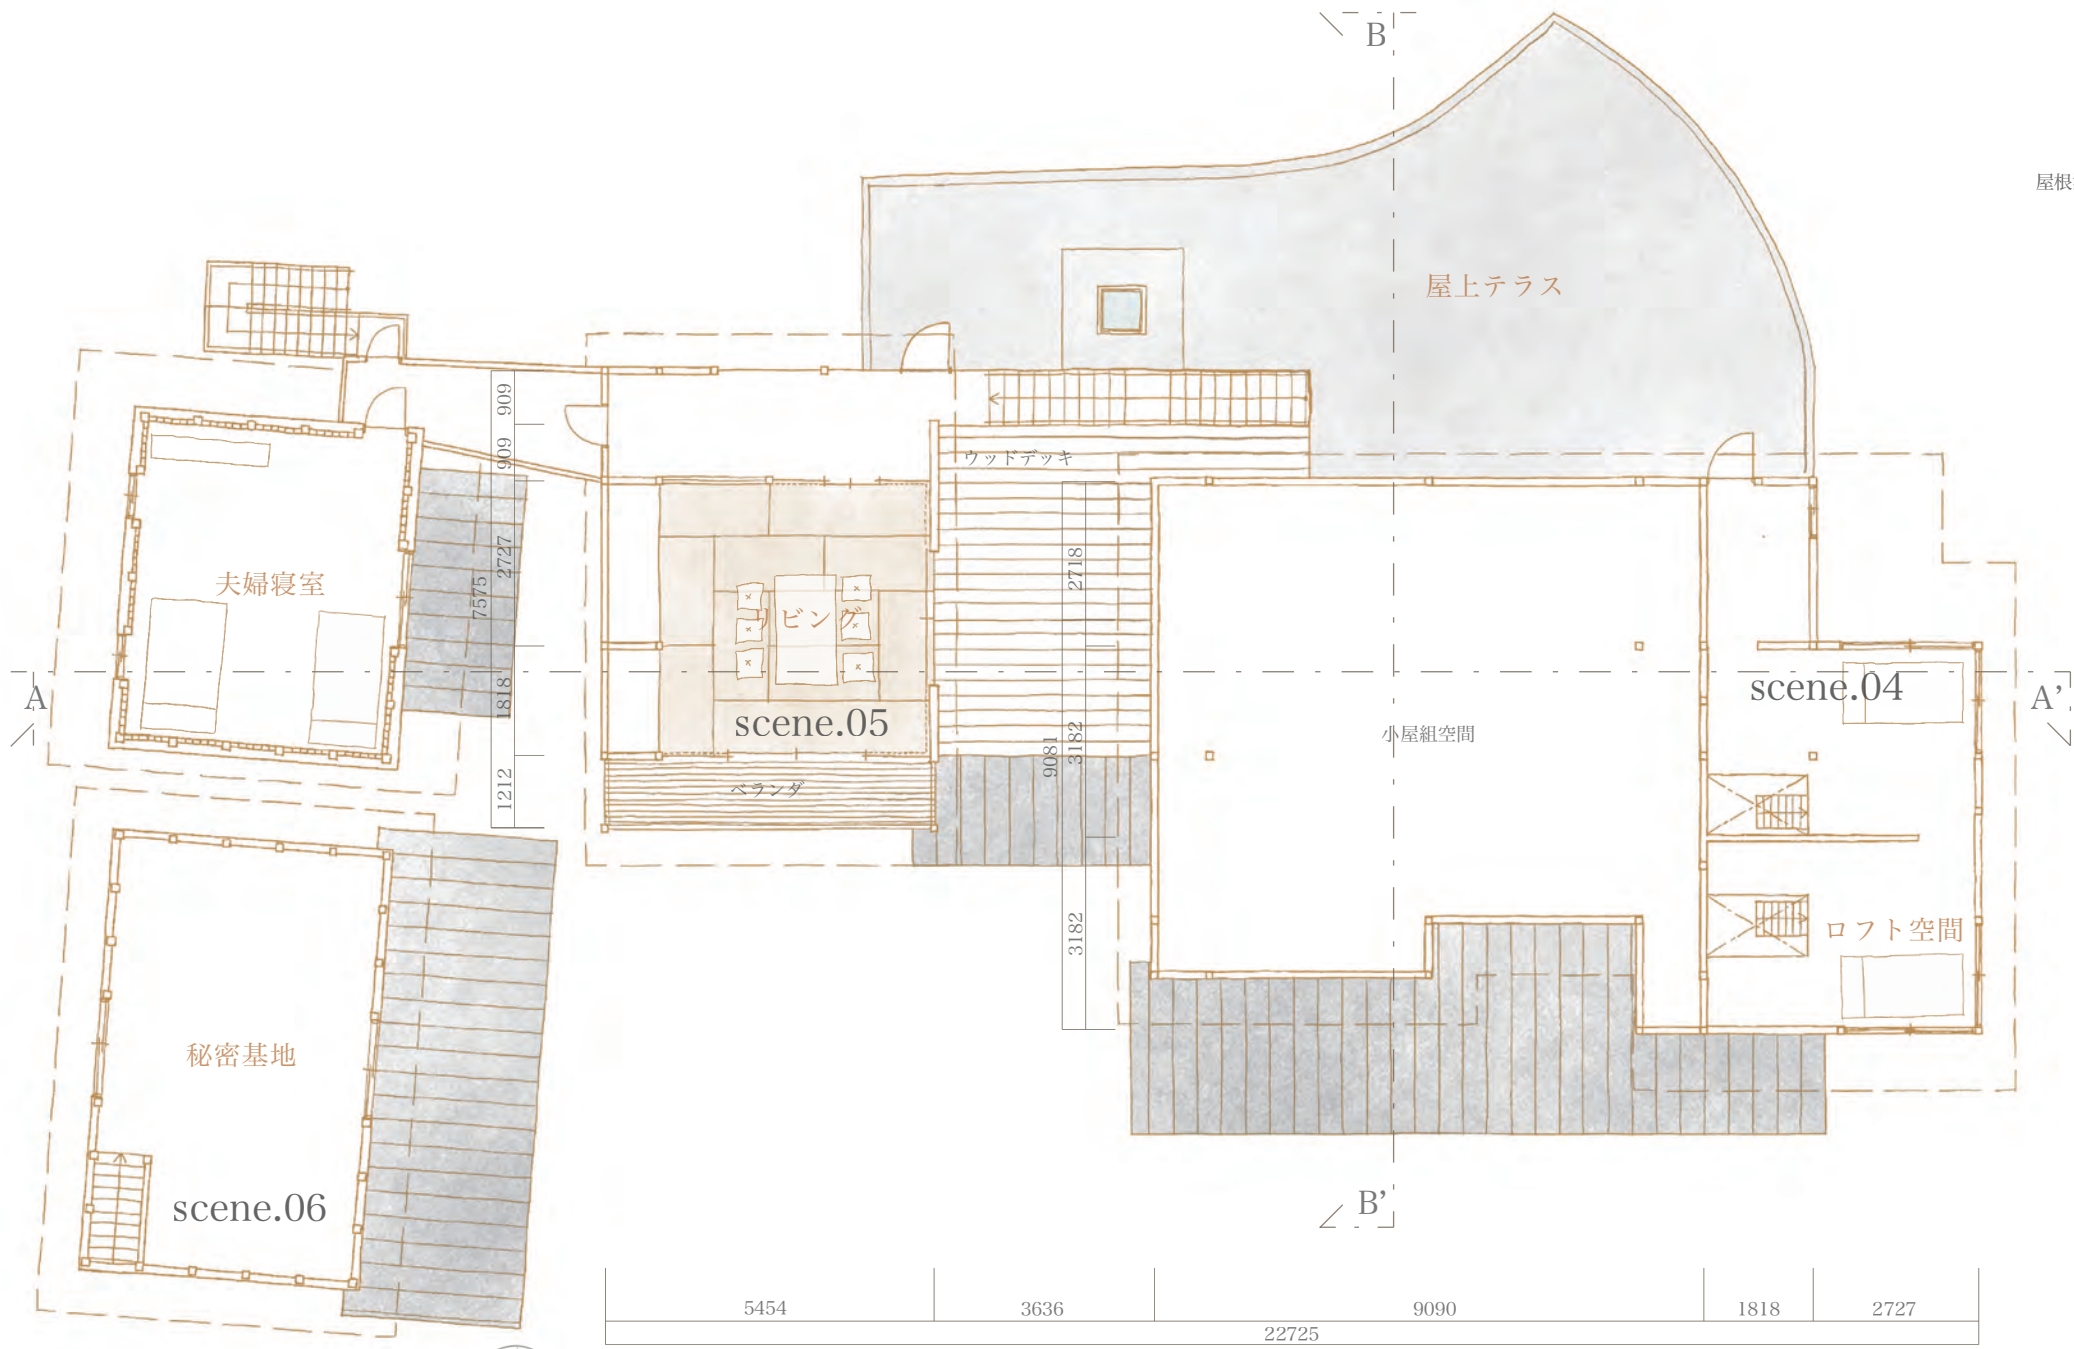 B
屋根
屋上テラス
909
909
ウッドデッキ
2727
7575
2718
夫婦寝室
リビング
A
1818
scene.05
scene.04
A'
小屋組空間
9081
3182
1212
ベランダ
3182
ロフト空間
秘密基地
scene.06
B'
5454
3636
9090
1818
2727
22725